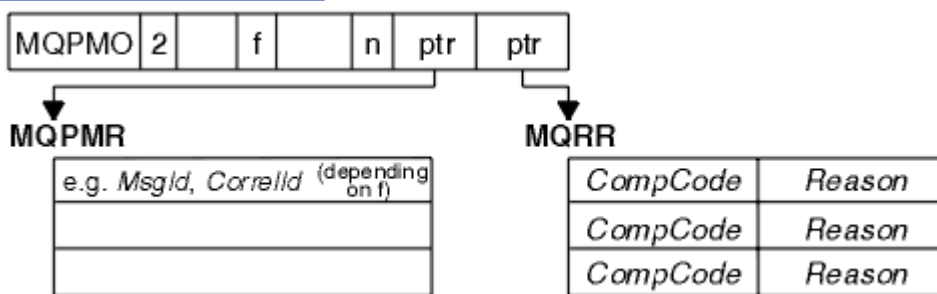 MQPMO 2 f n ptr ptr
MQPMR MQRR
e.g. MsgId, CorrelId (depending on f) CompCode Reason
CompCode Reason
CompCode Reason